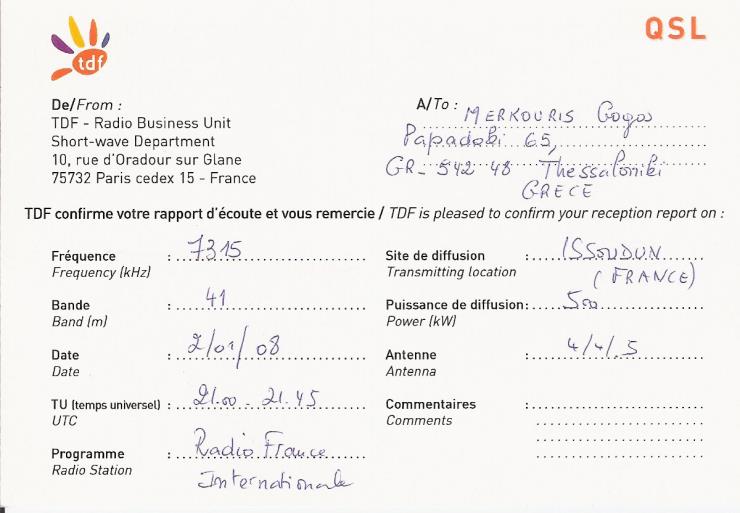 tdf
QSL
De/From :
TDF - Radio Business Unit
Short-wave Department
10, rue d'Oradour sur Glane
75732 Paris cedex 15 - France
A/To : MERKOURIS Gogos
Papadaki 65,
GR- 542 48 Thessaloniki
GRECE
TDF confirme votre rapport d'écoute et vous remercie / TDF is pleased to confirm your reception report on :
Fréquence : 7315
Frequency (kHz)
Bande : 41
Band (m)
Date : 2/01/08
Date
TU (temps universel) : 21.00 - 21.45
UTC
Programme : Radio France
Radio Station Internationale
Site de diffusion : ISSOUDUN
Transmitting location (FRANCE)
Puissance de diffusion : 500
Power (kW)
Antenne : 4/4/.5
Antenna
Commentaires :
Comments